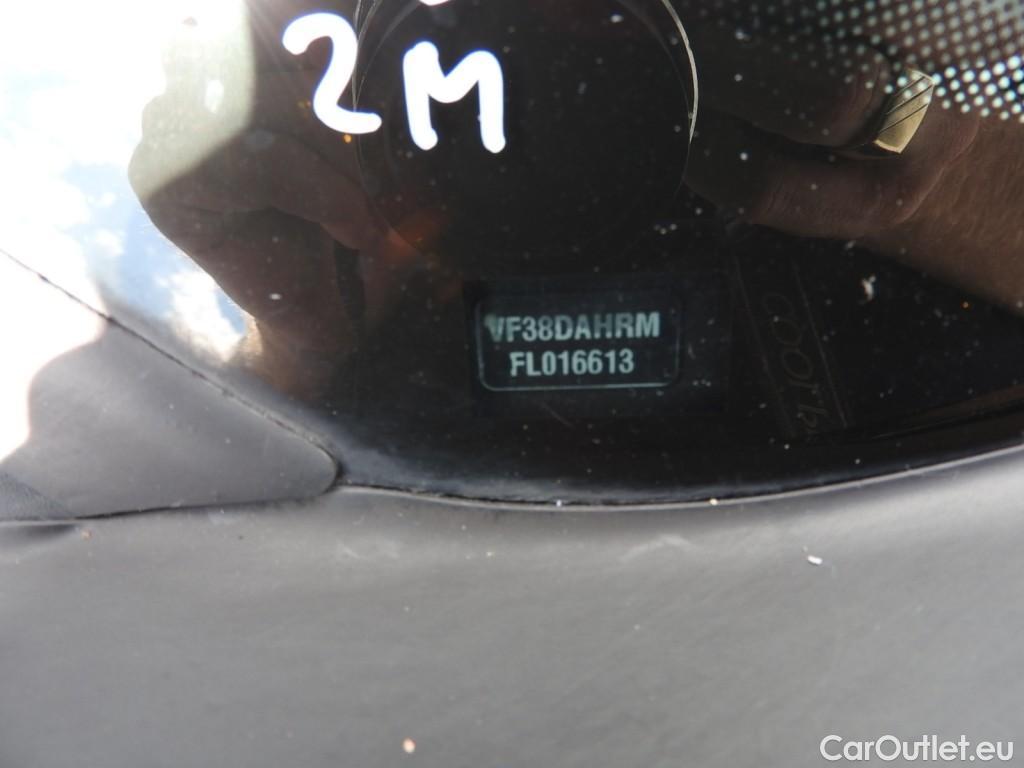 2M
VF38DAHRM
FL016613
CarOutlet.eu